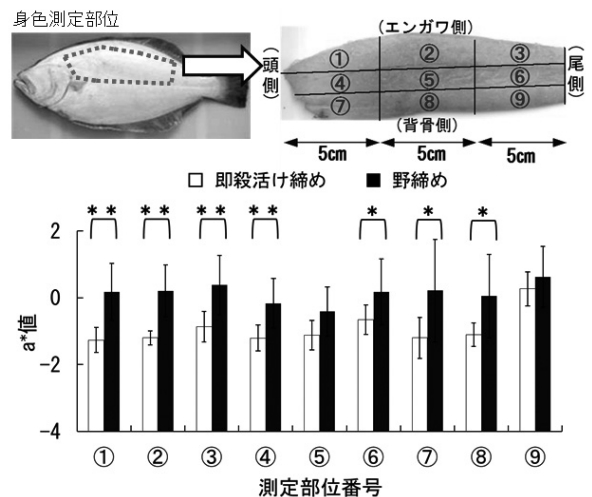 身色測定部位
(エンガワ側)
(頭側)
① ② ③
④ ⑤ ⑥
⑦ ⑧ ⑨
(尾側)
(背骨側)
5cm 5cm 5cm
□ 即殺活け締め ■ 野締め
** ** ** ** * * *
2
0
-2
-4
a*値
① ② ③ ④ ⑤ ⑥ ⑦ ⑧ ⑨
測定部位番号